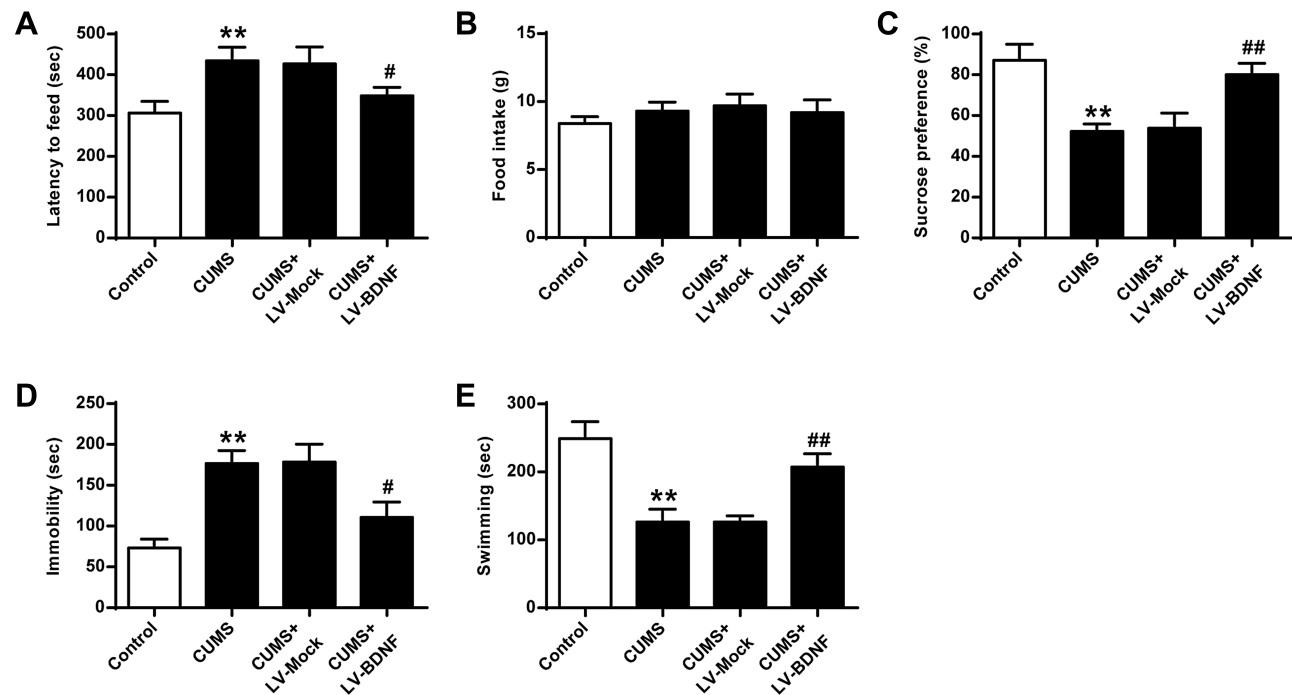 A
Latency to feed (sec)
500
400
300
200
100
0
**
#
Control
CUMS
CUMS+
LV-Mock
CUMS+
LV-BDNF
B
Food intake (g)
15
10
5
0
Control
CUMS
CUMS+
LV-Mock
CUMS+
LV-BDNF
C
Sucrose preference (%)
100
80
60
40
20
0
**
##
Control
CUMS
CUMS+
LV-Mock
CUMS+
LV-BDNF
D
Immobility (sec)
250
200
150
100
50
0
**
#
Control
CUMS
CUMS+
LV-Mock
CUMS+
LV-BDNF
E
Swimming (sec)
300
200
100
0
**
##
Control
CUMS
CUMS+
LV-Mock
CUMS+
LV-BDNF